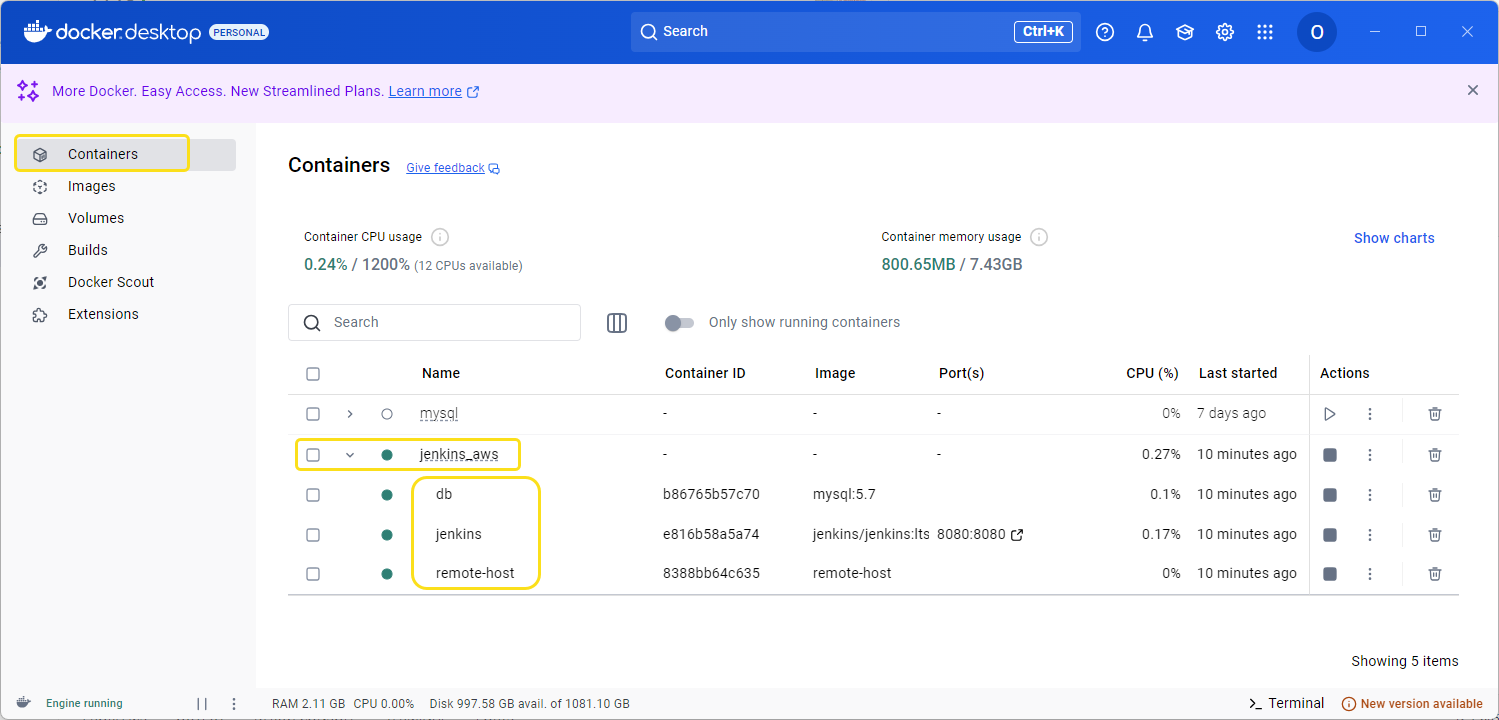 docker.desktop PERSONAL Search Ctrl+K O
More Docker. Easy Access. New Streamlined Plans. Learn more
Containers
Images
Volumes
Builds
Docker Scout
Extensions
Containers Give feedback
Container CPU usage
0.24% / 1200% (12 CPUs available)
Container memory usage
800.65MB / 7.43GB
Show charts
Search
Only show running containers
Name Container ID Image Port(s) CPU (%) Last started Actions
mysql - - - 0% 7 days ago
jenkins_aws - - - 0.27% 10 minutes ago
db b86765b57c70 mysql:5.7 0.1% 10 minutes ago
jenkins e816b58a5a74 jenkins/jenkins:lts 8080:8080 0.17% 10 minutes ago
remote-host 8388bb64c635 remote-host 0% 10 minutes ago
Showing 5 items
Engine running RAM 2.11 GB CPU 0.00% Disk 997.58 GB avail. of 1081.10 GB >_ Terminal New version available